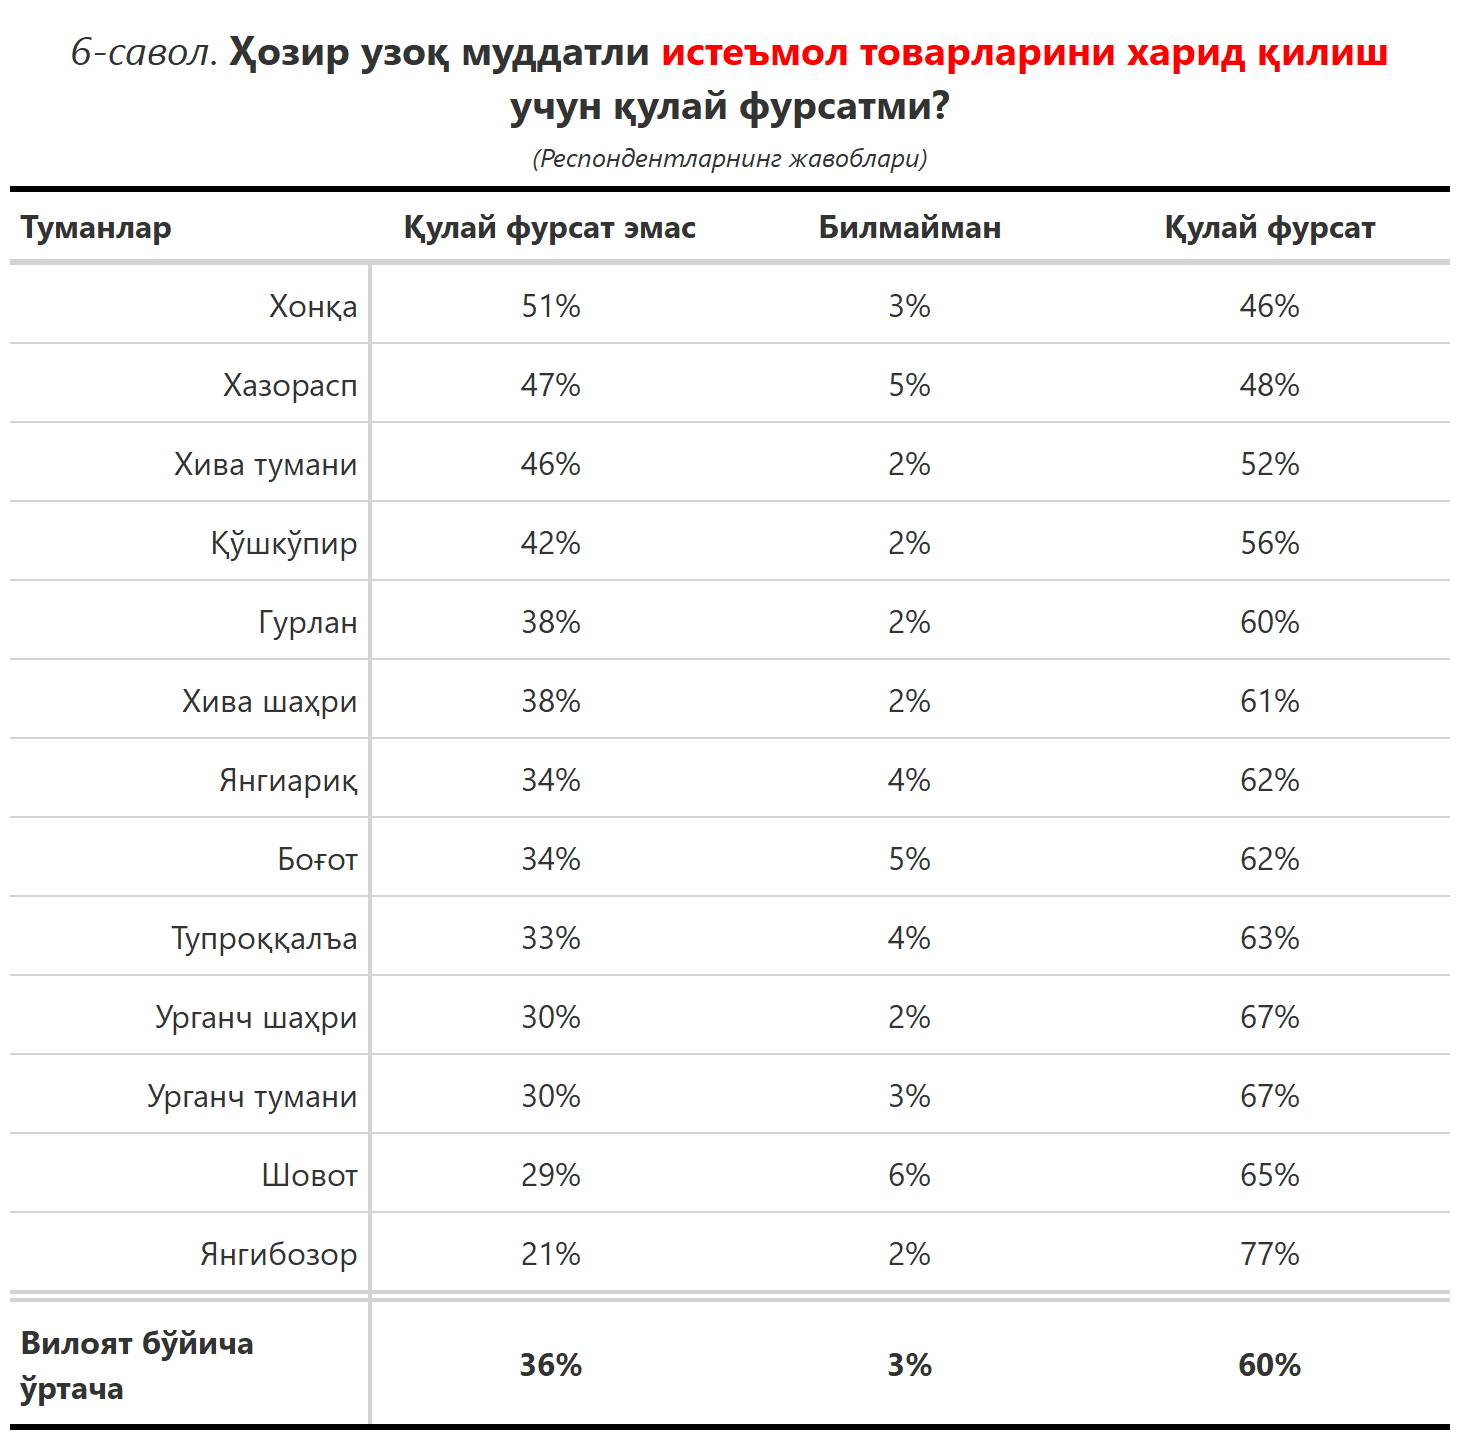 6-савол. Ҳозир узоқ муддатли истеъмол товарларини харид қилиш
учун қулай фурсатми?
(Респондентларнинг жавоблари)
Туманлар Қулай фурсат эмас Билмайман Қулай фурсат
Хонқа 51% 3% 46%
Хазорасп 47% 5% 48%
Хива тумани 46% 2% 52%
Қўшкўпир 42% 2% 56%
Гурлан 38% 2% 60%
Хива шаҳри 38% 2% 61%
Янгиариқ 34% 4% 62%
Боғот 34% 5% 62%
Тупроққалъа 33% 4% 63%
Урганч шаҳри 30% 2% 67%
Урганч тумани 30% 3% 67%
Шовот 29% 6% 65%
Янгибозор 21% 2% 77%
Вилоят бўйича
ўртача 36% 3% 60%